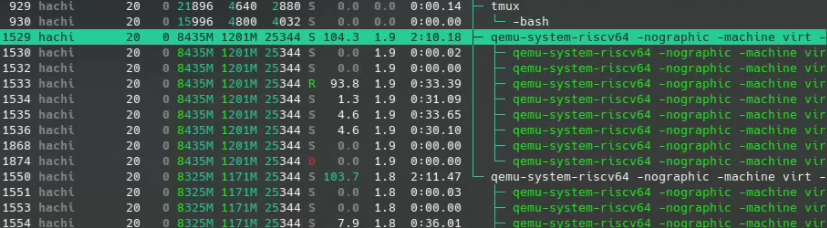 929 hachi 20 0 21896 4640 2880 S 0.0 0.0 0:00.14 ├─ tmux
930 hachi 20 0 15996 4800 4032 S 0.0 0.0 0:00.00 │ └─ -bash
1529 hachi 20 0 8435M 1201M 25344 S 104.3 1.9 2:10.18 ├─ qemu-system-riscv64 -nographic -machine virt -
1530 hachi 20 0 8435M 1201M 25344 S 0.0 1.9 0:00.02 │ ├─ qemu-system-riscv64 -nographic -machine vir
1532 hachi 20 0 8435M 1201M 25344 S 0.0 1.9 0:00.00 │ ├─ qemu-system-riscv64 -nographic -machine vir
1533 hachi 20 0 8435M 1201M 25344 R 93.8 1.9 0:33.39 │ ├─ qemu-system-riscv64 -nographic -machine vir
1534 hachi 20 0 8435M 1201M 25344 S 1.3 1.9 0:31.09 │ ├─ qemu-system-riscv64 -nographic -machine vir
1535 hachi 20 0 8435M 1201M 25344 S 4.6 1.9 0:33.65 │ ├─ qemu-system-riscv64 -nographic -machine vir
1536 hachi 20 0 8435M 1201M 25344 S 4.6 1.9 0:30.10 │ ├─ qemu-system-riscv64 -nographic -machine vir
1868 hachi 20 0 8435M 1201M 25344 S 0.0 1.9 0:00.00 │ ├─ qemu-system-riscv64 -nographic -machine vir
1874 hachi 20 0 8435M 1201M 25344 D 0.0 1.9 0:00.00 │ └─ qemu-system-riscv64 -nographic -machine vir
1550 hachi 20 0 8325M 1171M 25344 S 103.7 1.8 2:11.47 └─ qemu-system-riscv64 -nographic -machine virt -
1551 hachi 20 0 8325M 1171M 25344 S 0.0 1.8 0:00.03 ├─ qemu-system-riscv64 -nographic -machine vir
1553 hachi 20 0 8325M 1171M 25344 S 0.0 1.8 0:00.00 ├─ qemu-system-riscv64 -nographic -machine vir
1554 hachi 20 0 8325M 1171M 25344 S 7.9 1.8 0:36.01 ├─ qemu-system-riscv64 -nographic -machine vir